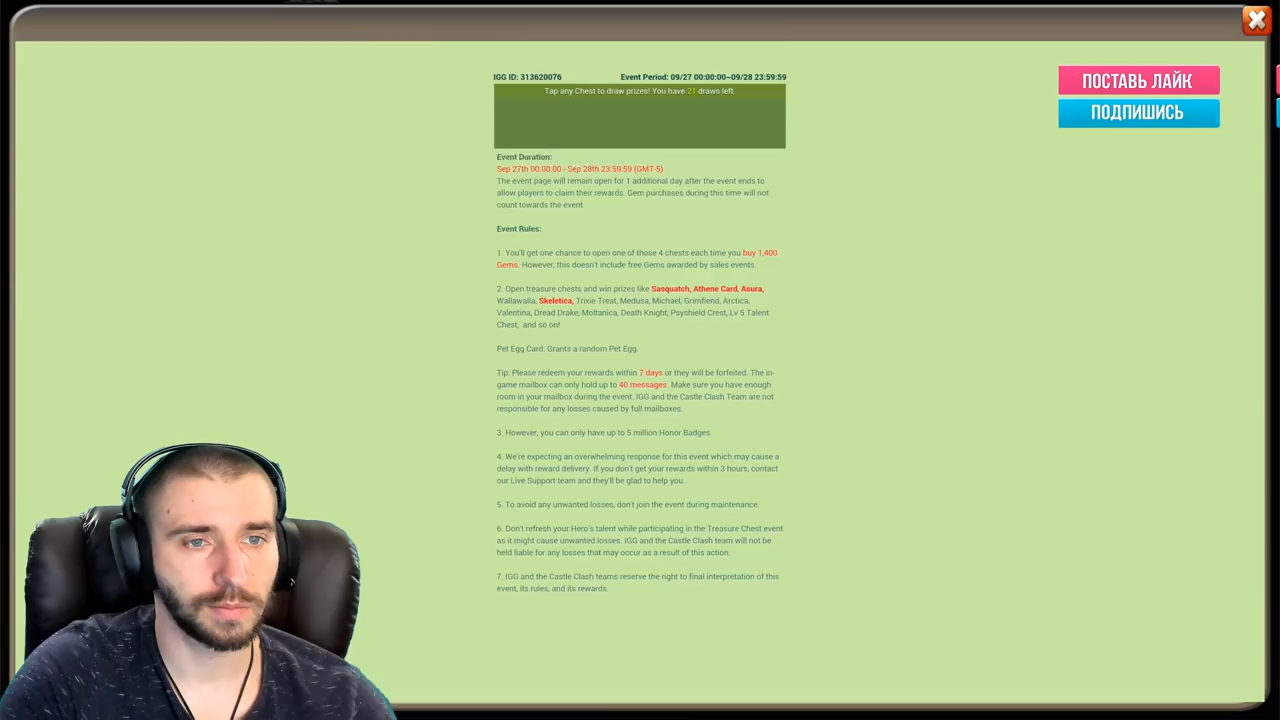 IGG ID: 313620076 Event Period: 09/27 00:00:00~09/28 23:59:59
Tap any Chest to draw prizes! You have 21 draws left.
Event Duration:
Sep 27th 00:00:00 - Sep 28th 23:59:59 (GMT-5)
The event page will remain open for 1 additional day after the event ends to
allow players to claim their rewards. Gem purchases during this time will not
count towards the event.
Event Rules:
1. You'll get one chance to open one of those 4 chests each time you buy 1,400
Gems. However, this doesn't include free Gems awarded by sales events.
2. Open treasure chests and win prizes like Sasquatch, Athene Card, Asura,
Wallawalla, Skeletica, Trixie Treat, Medusa, Michael, Grimfiend, Arctica,
Valentina, Dread Drake, Moltanica, Death Knight, Psyshield Crest, Lv 5 Talent
Chest, and so on!
Pet Egg Card: Grants a random Pet Egg.
Tip: Please redeem your rewards within 7 days or they will be forfeited. The in-
game mailbox can only hold up to 40 messages. Make sure you have enough
room in your mailbox during the event. IGG and the Castle Clash Team are not
responsible for any losses caused by full mailboxes.
3. However, you can only have up to 5 million Honor Badges.
4. We're expecting an overwhelming response for this event which may cause a
delay with reward delivery. If you don't get your rewards within 3 hours, contact
our Live Support team and they'll be glad to help you.
5. To avoid any unwanted losses, don't join the event during maintenance.
6. Don't refresh your Hero's talent while participating in the Treasure Chest event
as it might cause unwanted losses. IGG and the Castle Clash team will not be
held liable for any losses that may occur as a result of this action.
7. IGG and the Castle Clash teams reserve the right to final interpretation of this
event, its rules, and its rewards.
ПОСТАВЬ ЛАЙК
ПОДПИШИСЬ